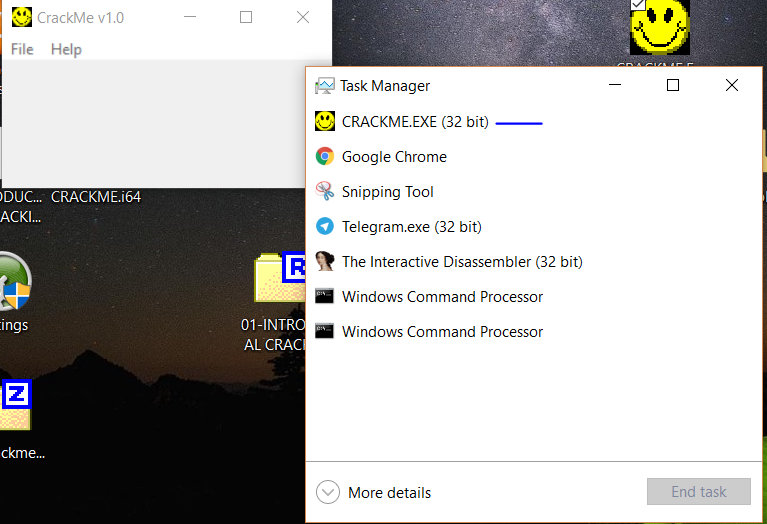 CrackMe v1.0
File Help
Task Manager
CRACKME.EXE (32 bit)
Google Chrome
Snipping Tool
Telegram.exe (32 bit)
The Interactive Disassembler (32 bit)
Windows Command Processor
Windows Command Processor
More details
End task
ODUC... CRACKME.i64
ACKI...
R
tings
01-INTRO
AL CRAC
Z
ckme...